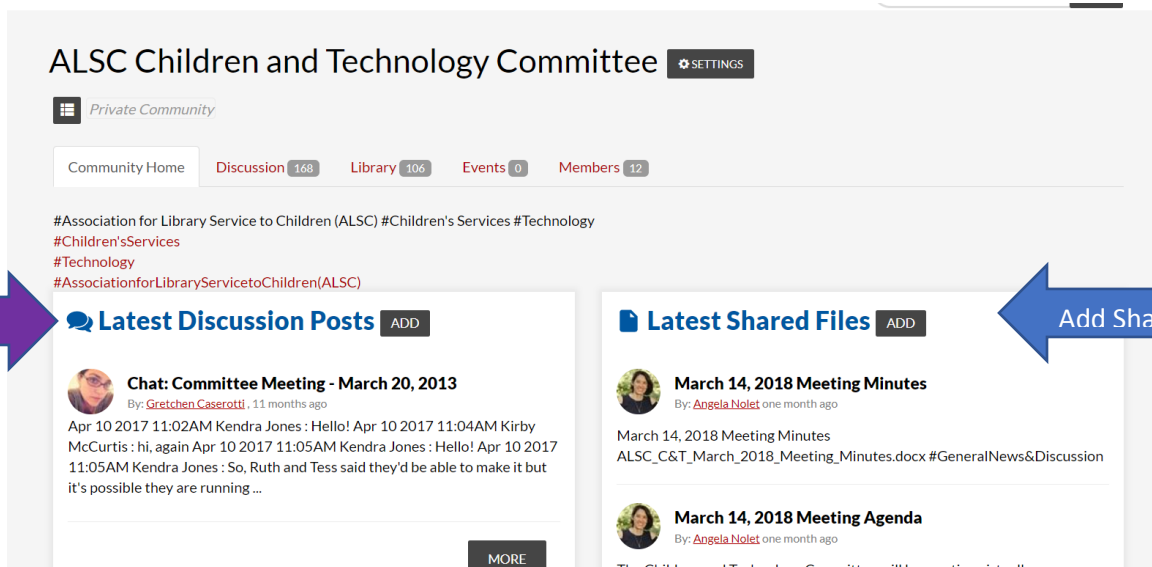 ALSC Children and Technology Committee SETTINGS
Private Community
Community Home Discussion 168 Library 106 Events 0 Members 12
#Association for Library Service to Children (ALSC) #Children's Services #Technology
#Children'sServices
#Technology
#AssociationforLibraryServicetoChildren(ALSC)
Latest Discussion Posts ADD
Chat: Committee Meeting - March 20, 2013
By: Gretchen Caserotti , 11 months ago
Apr 10 2017 11:02AM Kendra Jones : Hello! Apr 10 2017 11:04AM Kirby
McCurtis : hi, again Apr 10 2017 11:05AM Kendra Jones : Hello! Apr 10 2017
11:05AM Kendra Jones : So, Ruth and Tess said they'd be able to make it but
it's possible they are running ...
MORE
Latest Shared Files ADD
Add Sha
March 14, 2018 Meeting Minutes
By: Angela Nolet one month ago
March 14, 2018 Meeting Minutes
ALSC_C&T_March_2018_Meeting_Minutes.docx #GeneralNews&Discussion
March 14, 2018 Meeting Agenda
By: Angela Nolet one month ago